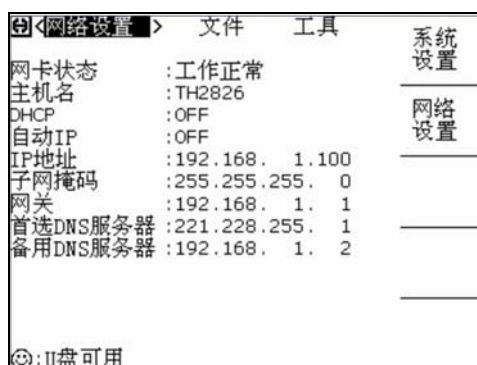 <网络设置> 文件 工具
系统设置
网络设置
网卡状态 :工作正常
主机名 :TH2826
DHCP :OFF
自动IP :OFF
IP地址 :192.168. 1.100
子网掩码 :255.255.255. 0
网关 :192.168. 1. 1
首选DNS服务器 :221.228.255. 1
备用DNS服务器 :192.168. 1. 2
:U盘可用